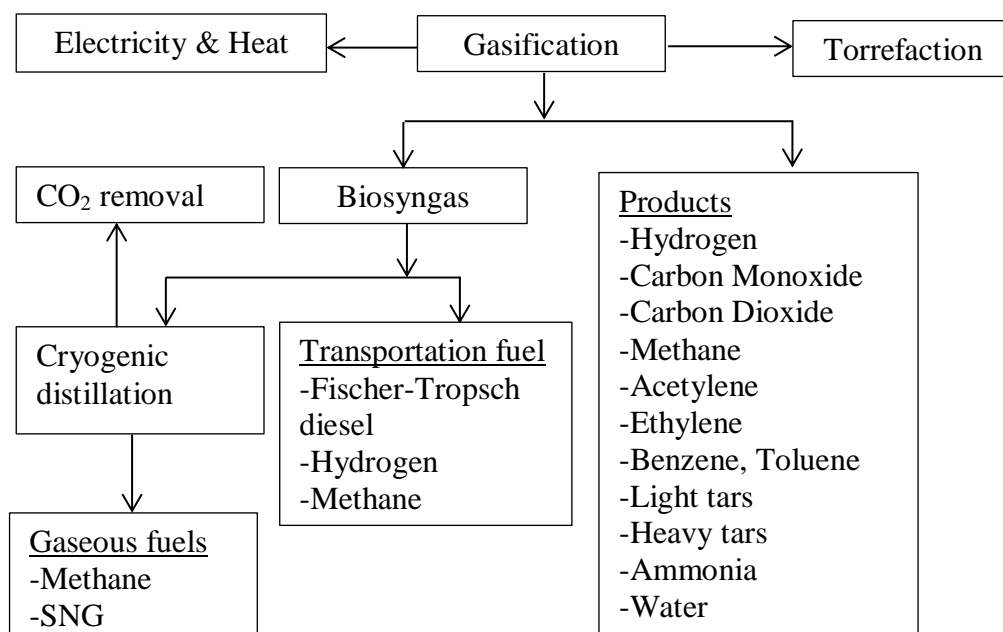 Electricity & Heat
Gasification
Torrefaction
CO₂ removal
Biosyngas
Products
-Hydrogen
-Carbon Monoxide
-Carbon Dioxide
-Methane
-Acetylene
-Ethylene
-Benzene, Toluene
-Light tars
-Heavy tars
-Ammonia
-Water
Cryogenic
distillation
Transportation fuel
-Fischer-Tropsch
diesel
-Hydrogen
-Methane
Gaseous fuels
-Methane
-SNG